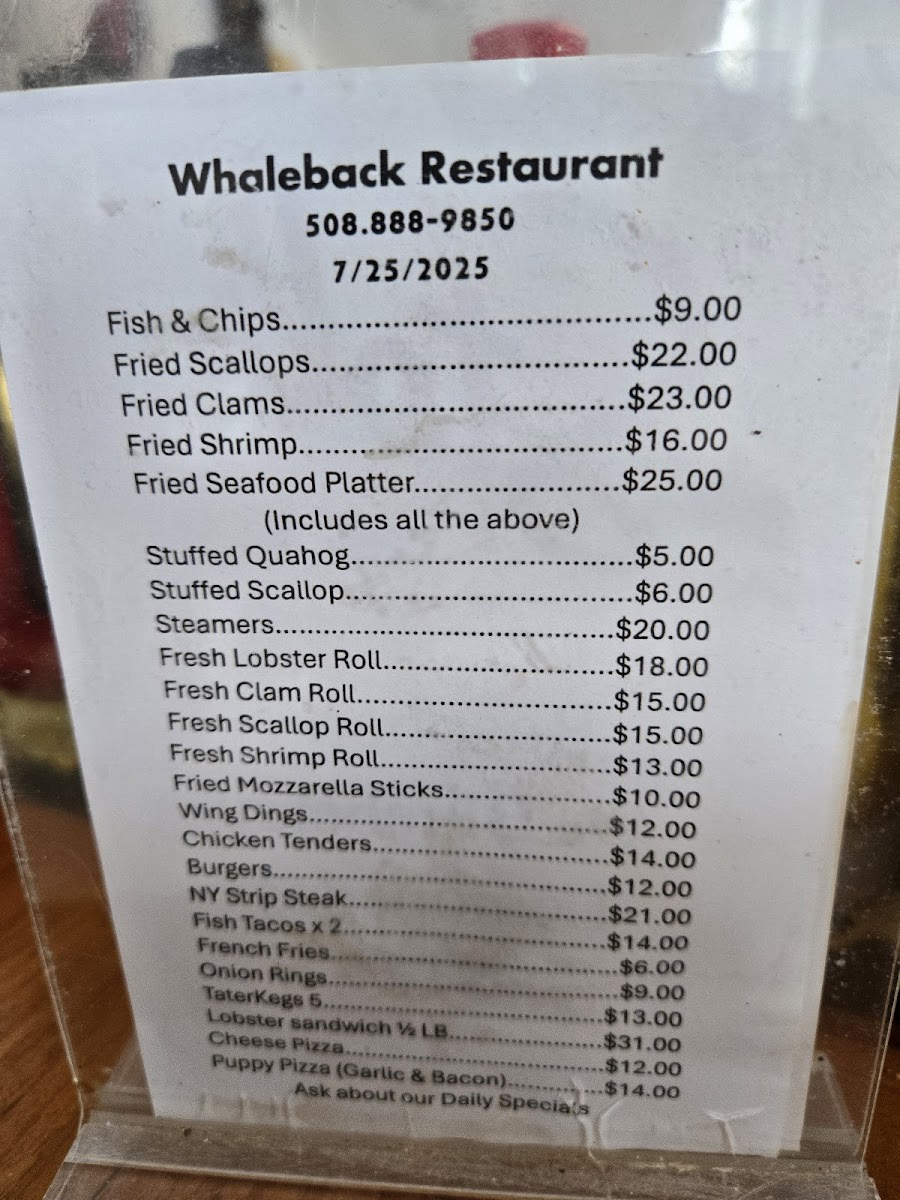 Whaleback Restaurant
508.888-9850
7/25/2025
Fish & Chips..........................................$9.00
Fried Scallops....................................$22.00
Fried Clams.......................................$23.00
Fried Shrimp.....................................$16.00
Fried Seafood Platter.......................$25.00
(Includes all the above)
Stuffed Quahog................................$5.00
Stuffed Scallop.................................$6.00
Steamers.......................................$20.00
Fresh Lobster Roll..........................$18.00
Fresh Clam Roll.............................$15.00
Fresh Scallop Roll..........................$15.00
Fresh Shrimp Roll..........................$13.00
Fried Mozzarella Sticks...................$10.00
Wing Dings...................................$12.00
Chicken Tenders...........................$14.00
Burgers........................................$12.00
NY Strip Steak..............................$21.00
Fish Tacos x 2...............................$14.00
French Fries..................................$6.00
Onion Rings..................................$9.00
TaterKegs 5..................................$13.00
Lobster sandwich ½ LB...................$31.00
Cheese Pizza................................$12.00
Puppy Pizza (Garlic & Bacon)............$14.00
Ask about our Daily Specials